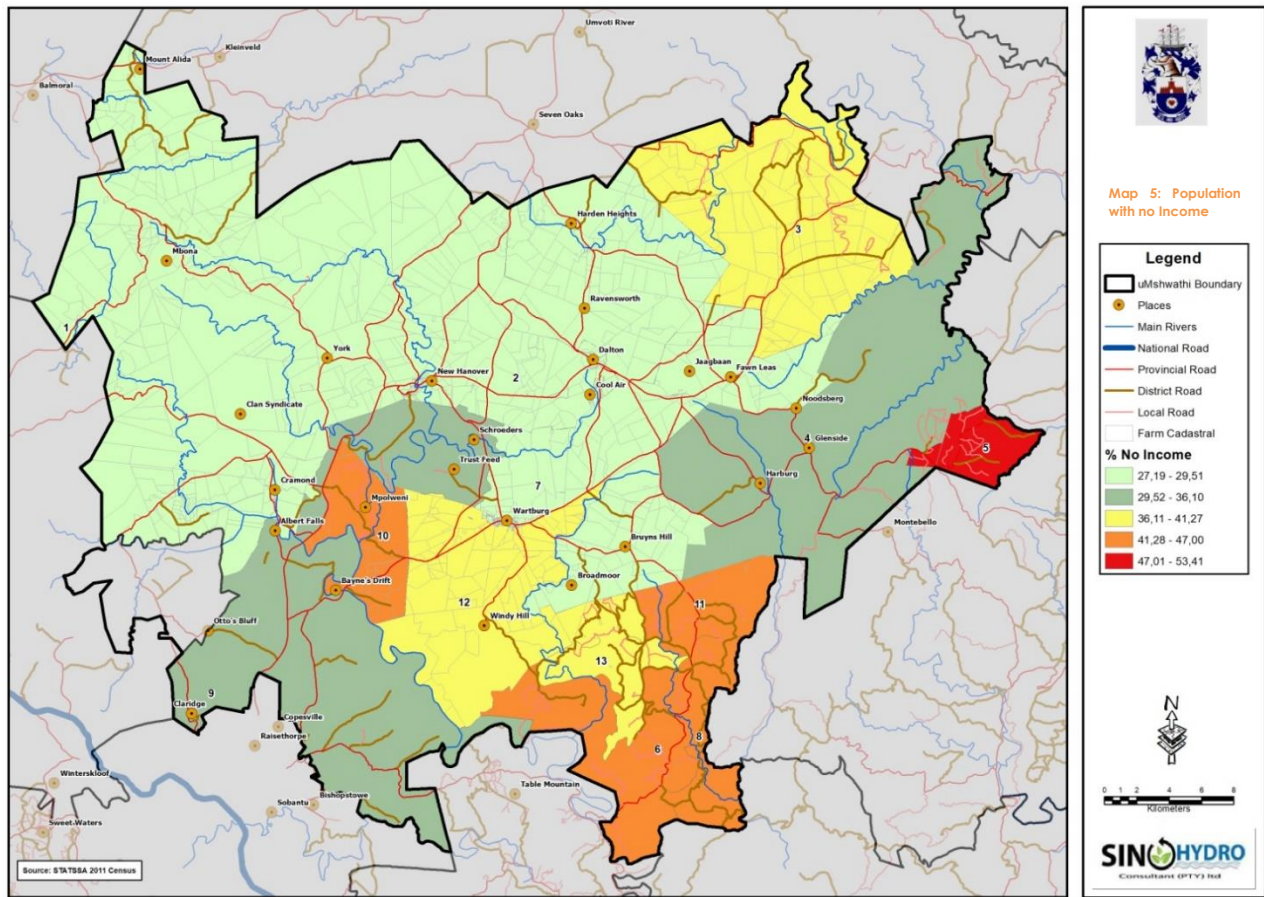 Umvoti River
Kleinveld
Mount Alida
Balmoral
Seven Oaks
Harden Heights
3
Mbona
Ravensworth
1
York
Dalton
Jaagbaan
Fawn Leas
New Hanover
2
Cool Air
Noodsberg
Clan Syndicate
Schroeders
4
Glenside
5
Trust Feed
Cramond
7
Harburg
Mpolweni
Wartburg
Albert Falls
10
Montebello
Bruyns Hill
Bayne's Drift
Broadmoor
12
11
Windy Hill
Otto's Bluff
13
9
Claridge
Copesville
Raisethorpe
6
8
Winterskloof
Table Mountain
Bishopstowe
Sobantu
Sweet Waters
Source: STATSSA 2011 Census
Map 5: Population
with no Income
Legend
uMshwathi Boundary
Places
Main Rivers
National Road
Provincial Road
District Road
Local Road
Farm Cadastral
% No Income
27,19 - 29,51
29,52 - 36,10
36,11 - 41,27
41,28 - 47,00
47,01 - 53,41
N
0 1 2 4 6 8
Kilometers
SINOHYDRO
Consultant (PTY) ltd